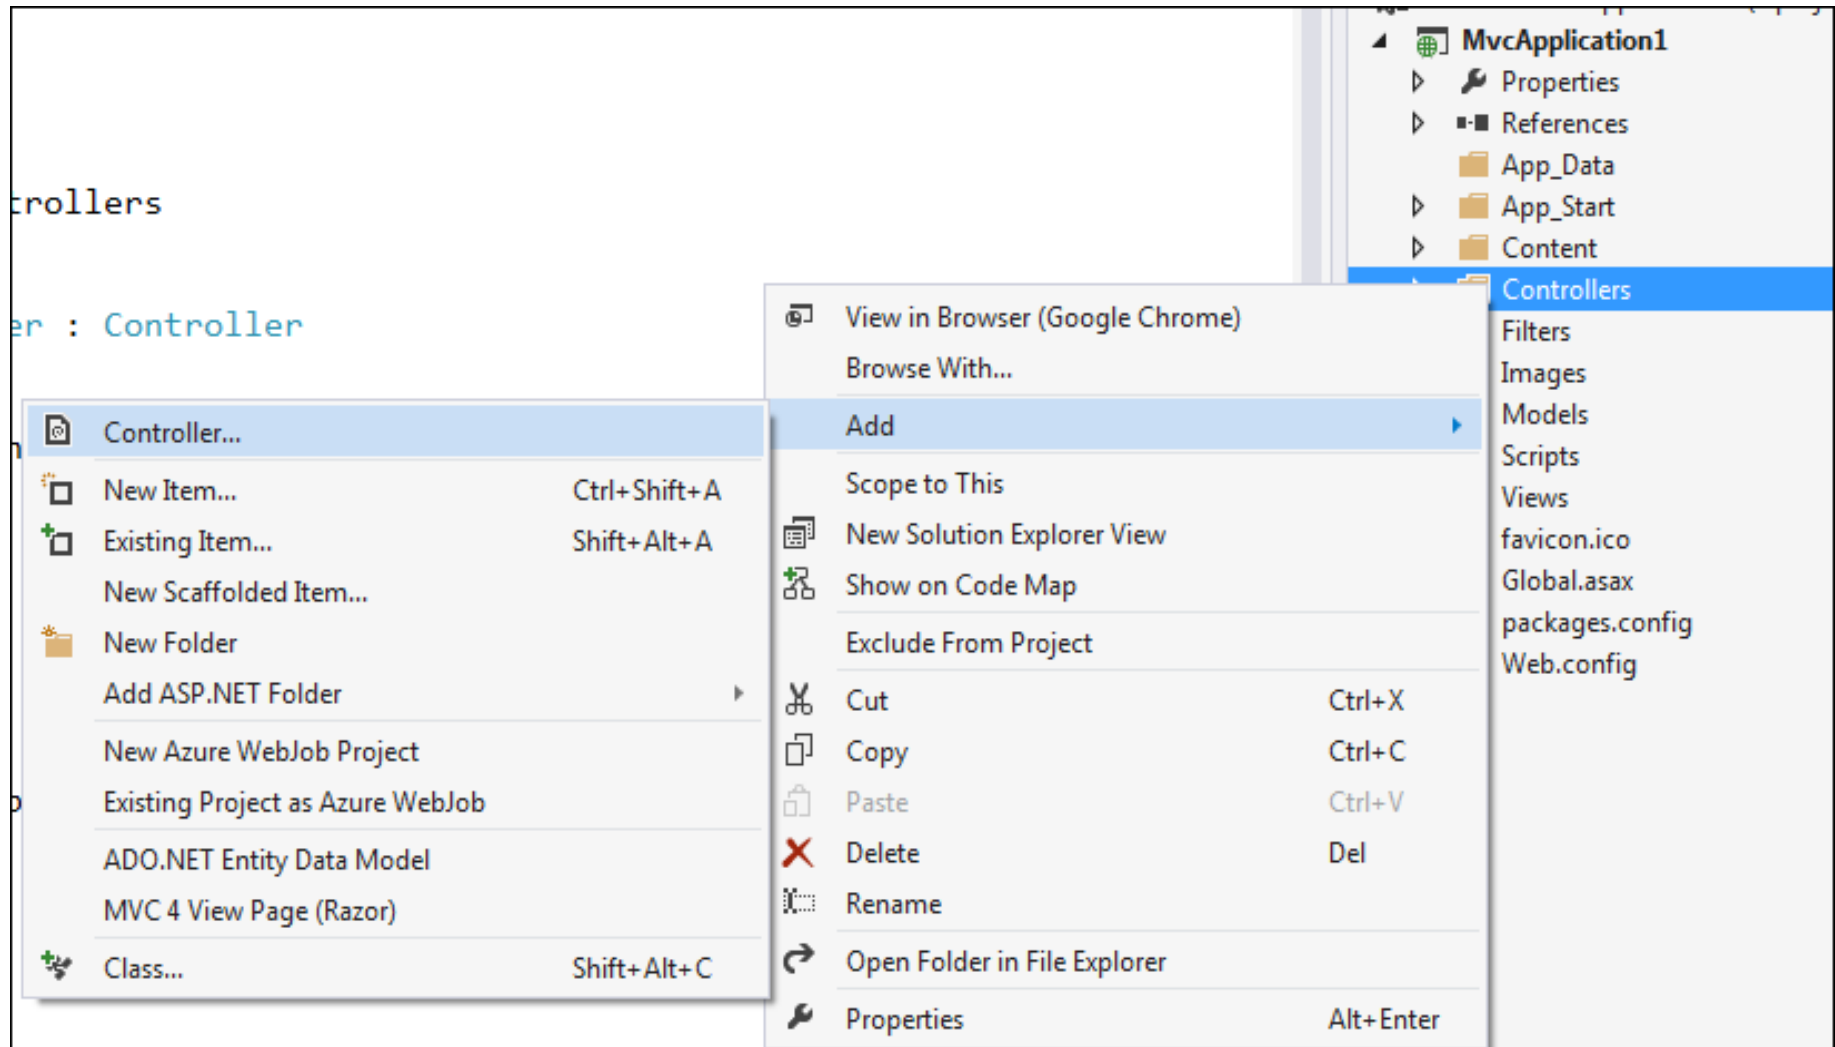 MvcApplication1
Properties
References
App_Data
App_Start
Content
Controllers
Filters
Images
Models
Scripts
Views
favicon.ico
Global.asax
packages.config
Web.config
trollers
er : Controller
View in Browser (Google Chrome)
Browse With...
Add
Scope to This
New Solution Explorer View
Show on Code Map
Exclude From Project
Cut Ctrl+X
Copy Ctrl+C
Paste Ctrl+V
Delete Del
Rename
Open Folder in File Explorer
Properties Alt+Enter
Controller...
New Item... Ctrl+Shift+A
Existing Item... Shift+Alt+A
New Scaffolded Item...
New Folder
Add ASP.NET Folder
New Azure WebJob Project
Existing Project as Azure WebJob
ADO.NET Entity Data Model
MVC 4 View Page (Razor)
Class... Shift+Alt+C